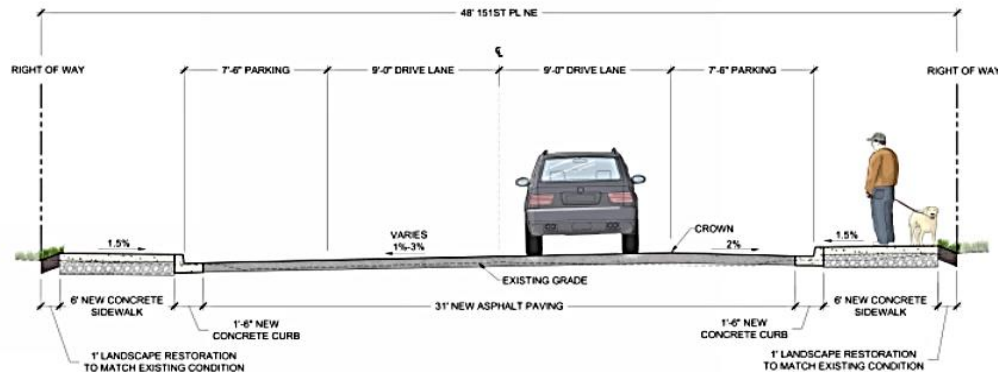 48' 151ST PL NE
RIGHT OF WAY
7'-6" PARKING
9'-0" DRIVE LANE
℄
9'-0" DRIVE LANE
7'-6" PARKING
RIGHT OF WAY
1.5%
VARIES
1%-3%
CROWN
2%
1.5%
EXISTING GRADE
6' NEW CONCRETE
SIDEWALK
31' NEW ASPHALT PAVING
6' NEW CONCRETE
SIDEWALK
1'-6" NEW
CONCRETE CURB
1'-6" NEW
CONCRETE CURB
1' LANDSCAPE RESTORATION
TO MATCH EXISTING CONDITION
1' LANDSCAPE RESTORATION
TO MATCH EXISTING CONDITION